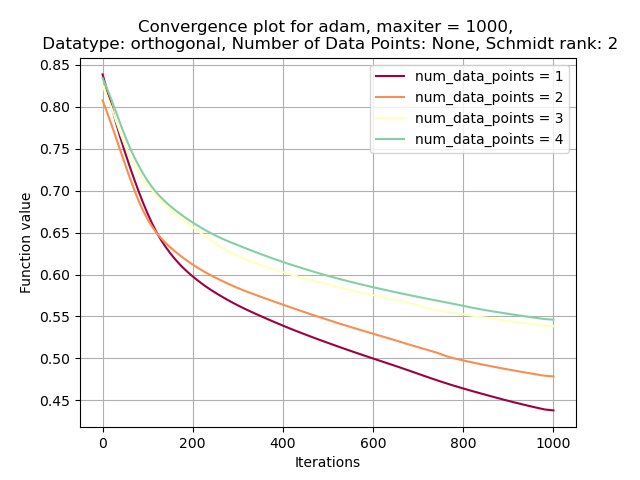 Convergence plot for adam, maxiter = 1000,
Datatype: orthogonal, Number of Data Points: None, Schmidt rank: 2
num_data_points = 1
num_data_points = 2
num_data_points = 3
num_data_points = 4
Function value
0.85
0.80
0.75
0.70
0.65
0.60
0.55
0.50
0.45
0 200 400 600 800 1000
Iterations